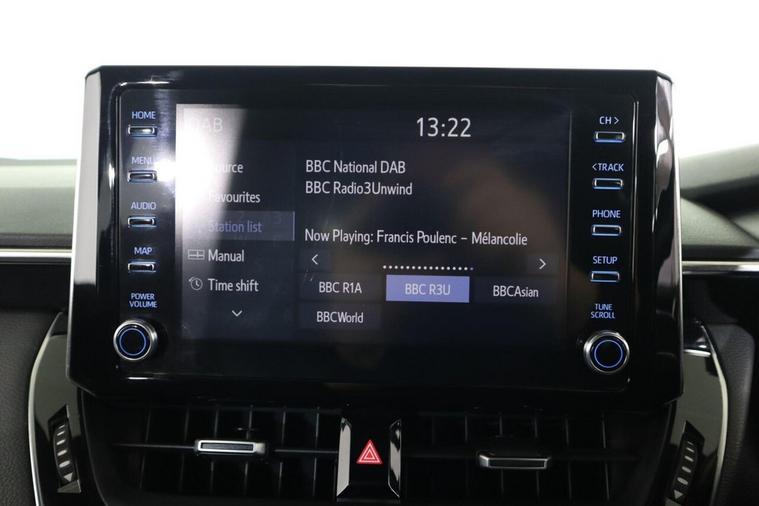 HOME
MENU
AUDIO
MAP
POWER
VOLUME
DAB
13:22
Source
Favourites
Station list
Manual
Time shift
BBC National DAB
BBC Radio3Unwind
Now Playing: Francis Poulenc – Mélancolie
< >
BBC R1A BBC R3U BBCAsian
BBCWorld
CH >
< TRACK
PHONE
SETUP
TUNE
SCROLL